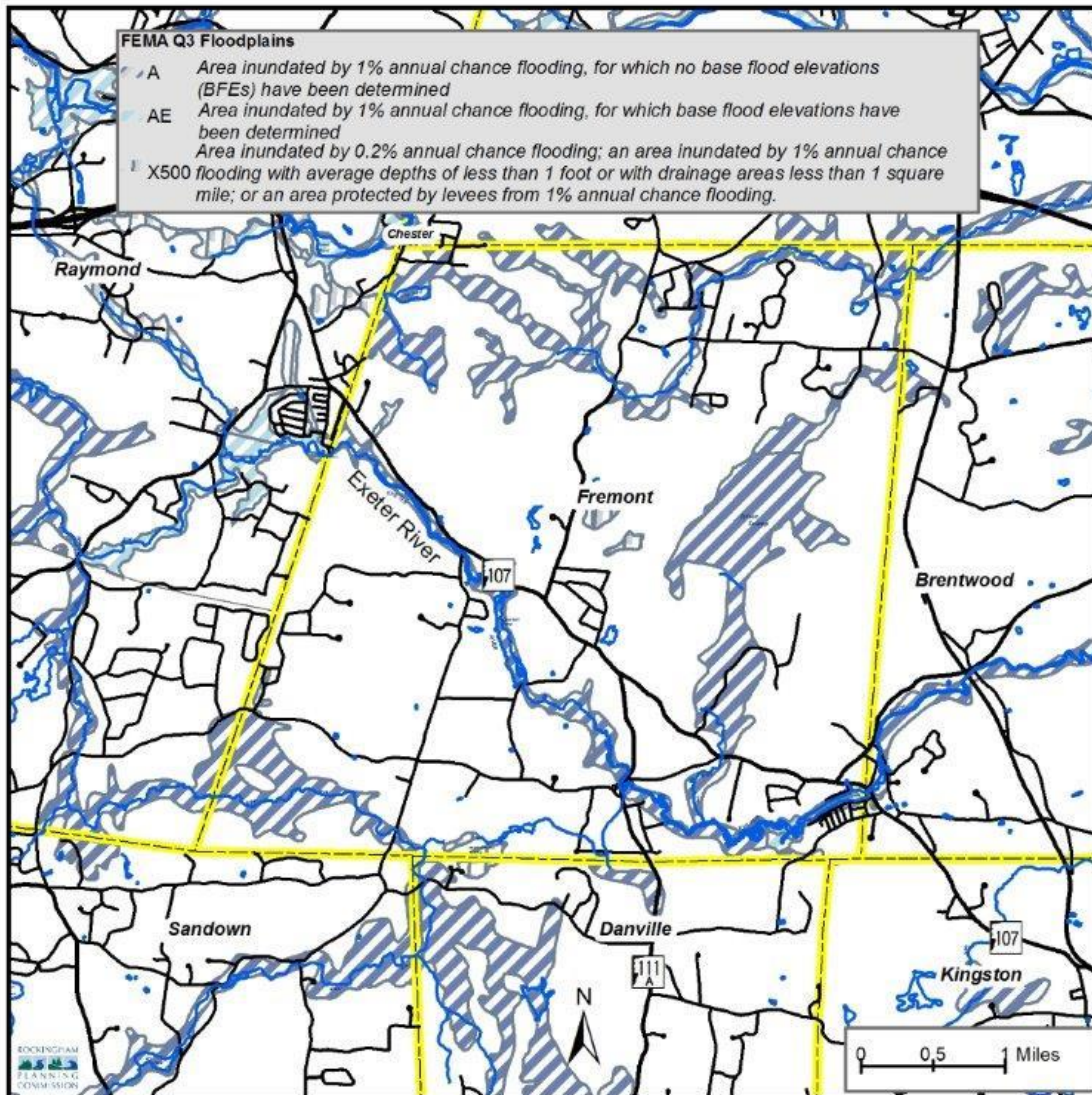 FEMA Q3 Floodplains
A Area inundated by 1% annual chance flooding, for which no base flood elevations
(BFEs) have been determined
AE Area inundated by 1% annual chance flooding, for which base flood elevations have
been determined
X500 Area inundated by 0.2% annual chance flooding; an area inundated by 1% annual chance
flooding with average depths of less than 1 foot or with drainage areas less than 1 square
mile; or an area protected by levees from 1% annual chance flooding.
Chester
Raymond
Exeter River
Fremont
107
Brentwood
Sandown
Danville
107
111
A
Kingston
N
ROCKINGHAM
PLANNING
COMMISSION
0 0.5 1 Miles